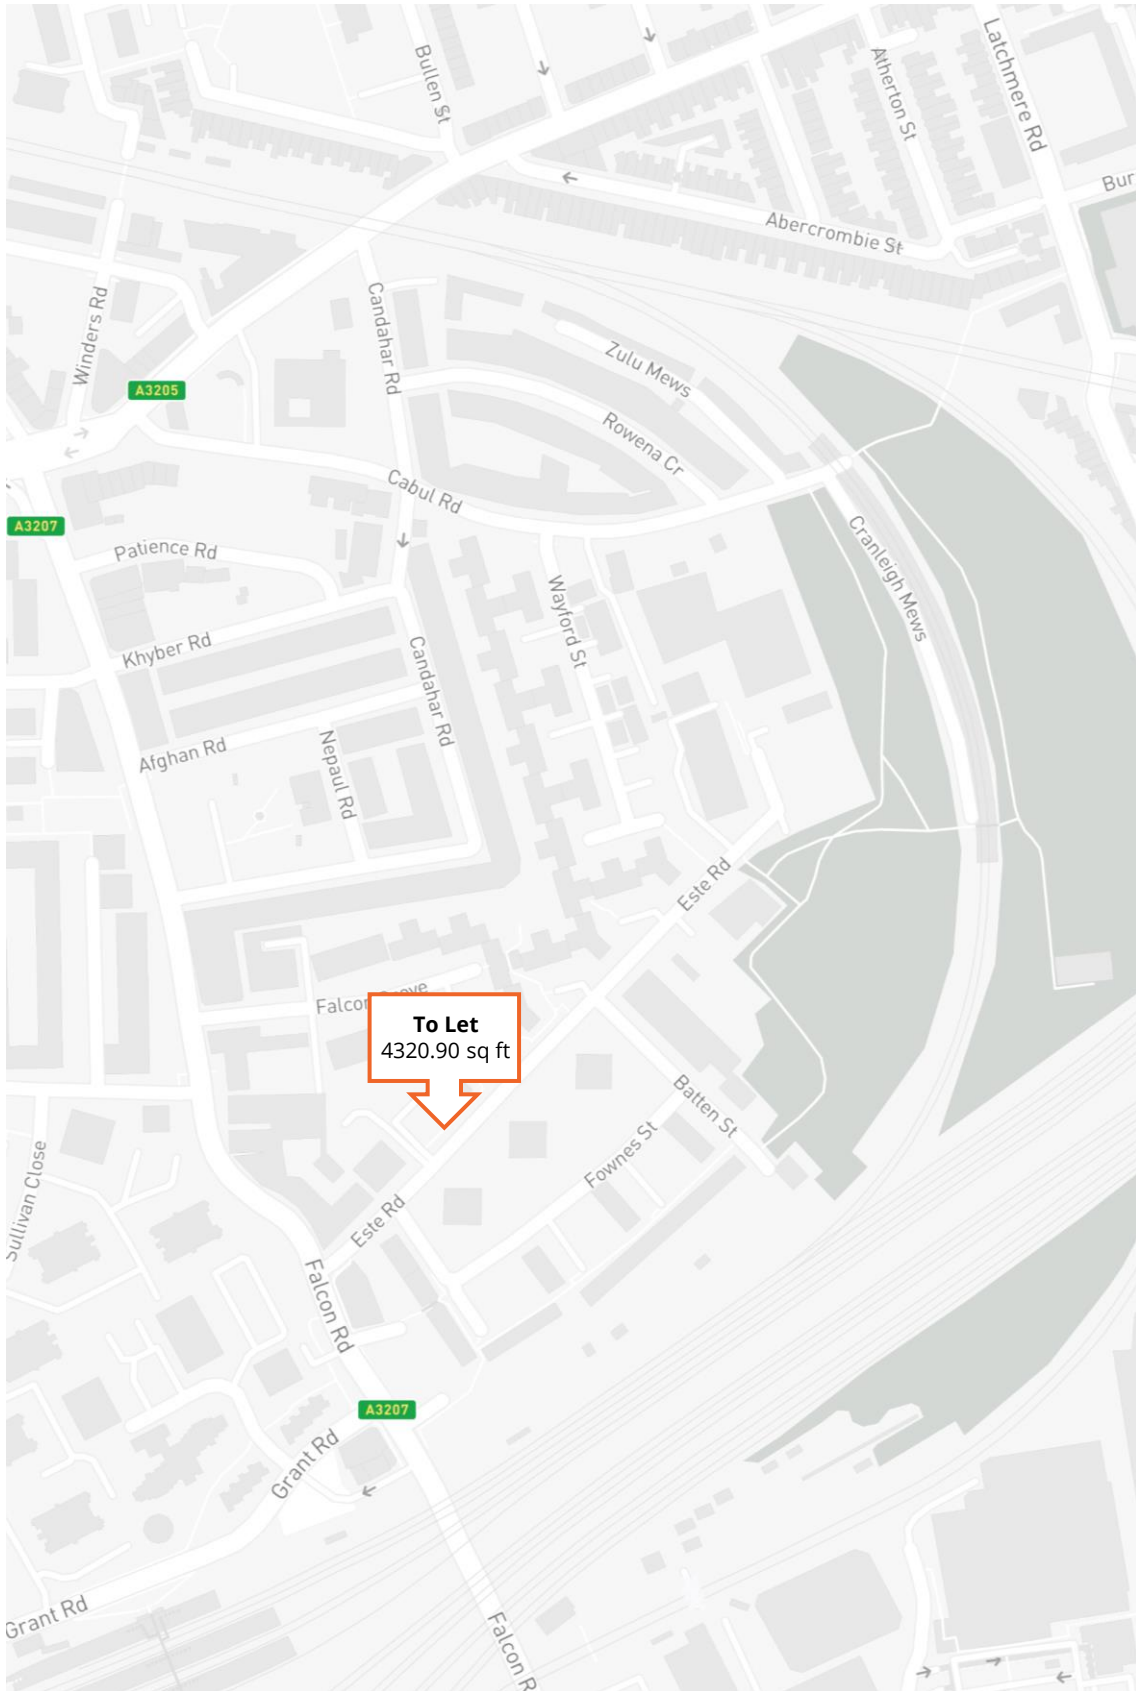 Bullen St
Atherton St
Latchmere Rd
Bur
Abercrombie St
Winders Rd
Candahar Rd
Zulu Mews
A3205
Rowena Cr
Cabul Rd
A3207
Patience Rd
Cranleigh Mews
Wayford St
Khyber Rd
Candahar Rd
Afghan Rd
Nepaul Rd
Este Rd
To Let
4320.90 sq ft
Batten St
Fownes St
Sullivan Close
Este Rd
Falcon Rd
A3207
Grant Rd
Grant Rd
Falcon R